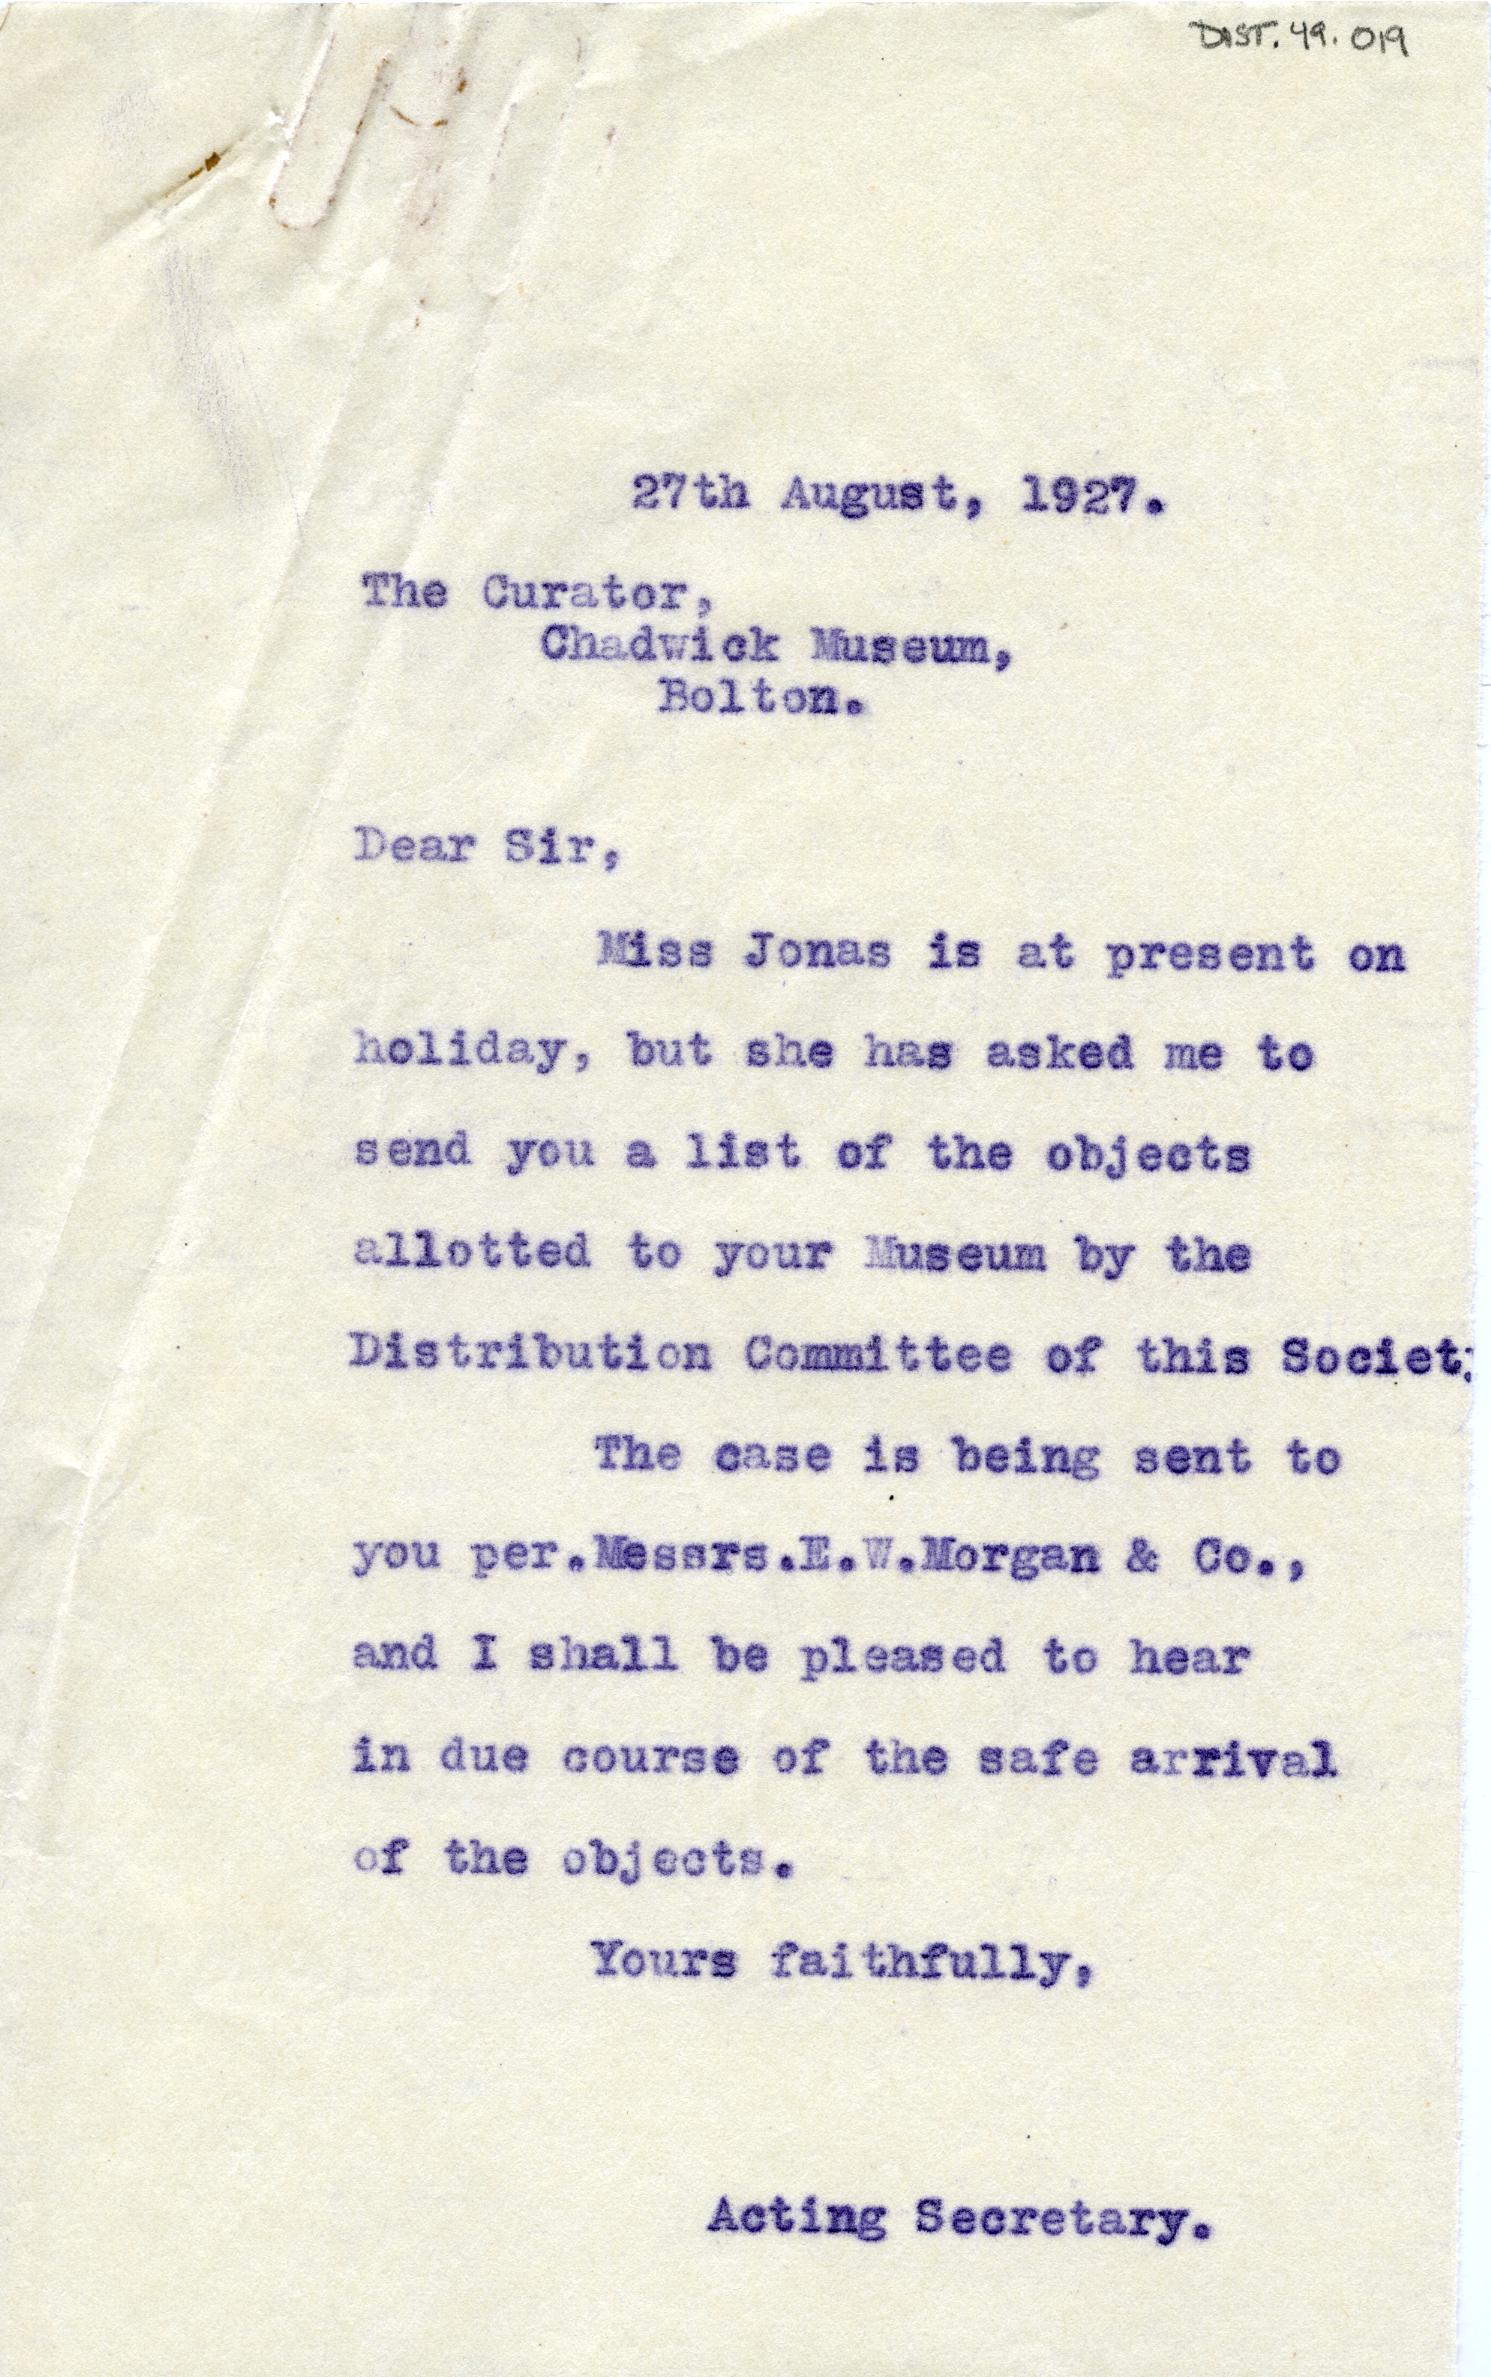 DIST. 49. 019
27th August, 1927.
The Curator,
Chadwick Museum,
Bolton.
Dear Sir,
Miss Jonas is at present on
holiday, but she has asked me to
send you a list of the objects
allotted to your Museum by the
Distribution Committee of this Society
The case is being sent to
you per.Messrs.E.W.Morgan & Co.,
and I shall be pleased to hear
in due course of the safe arrival
of the objects.
Yours faithfully,
Acting Secretary.